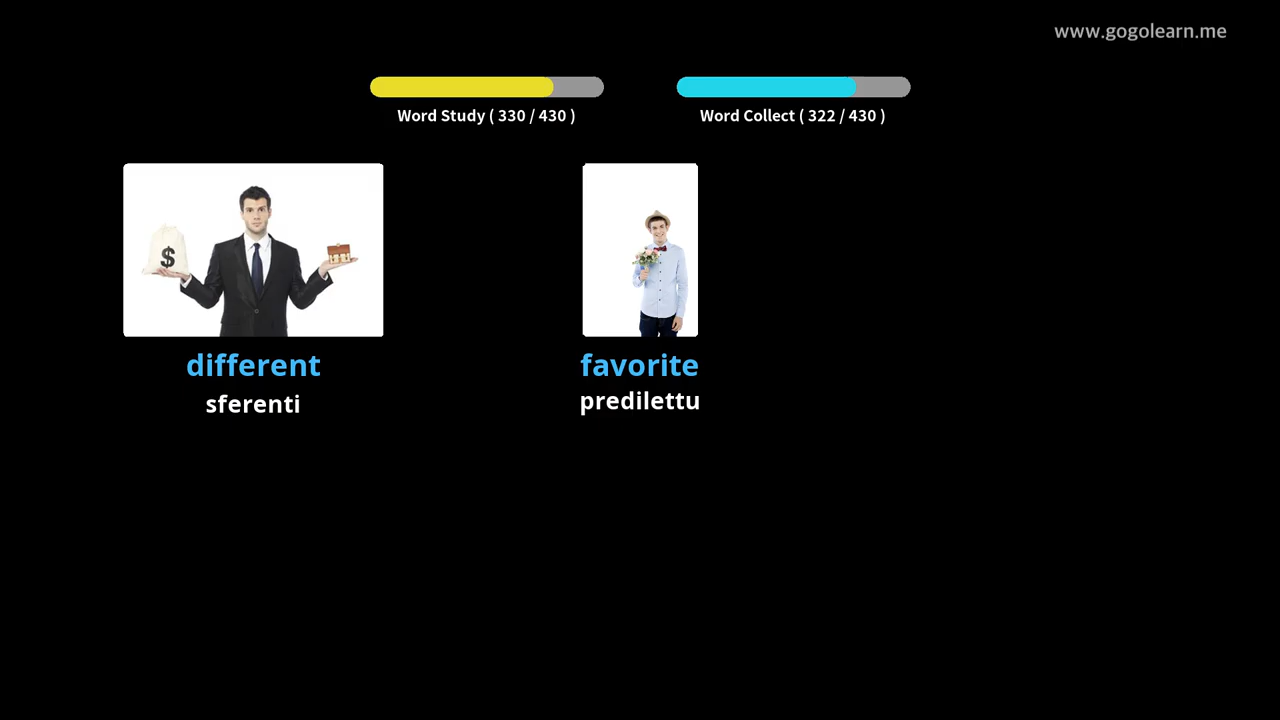 www.gogolearn.me
Word Study ( 330 / 430 )
Word Collect ( 322 / 430 )
$
different
favorite
sferenti
predilettu